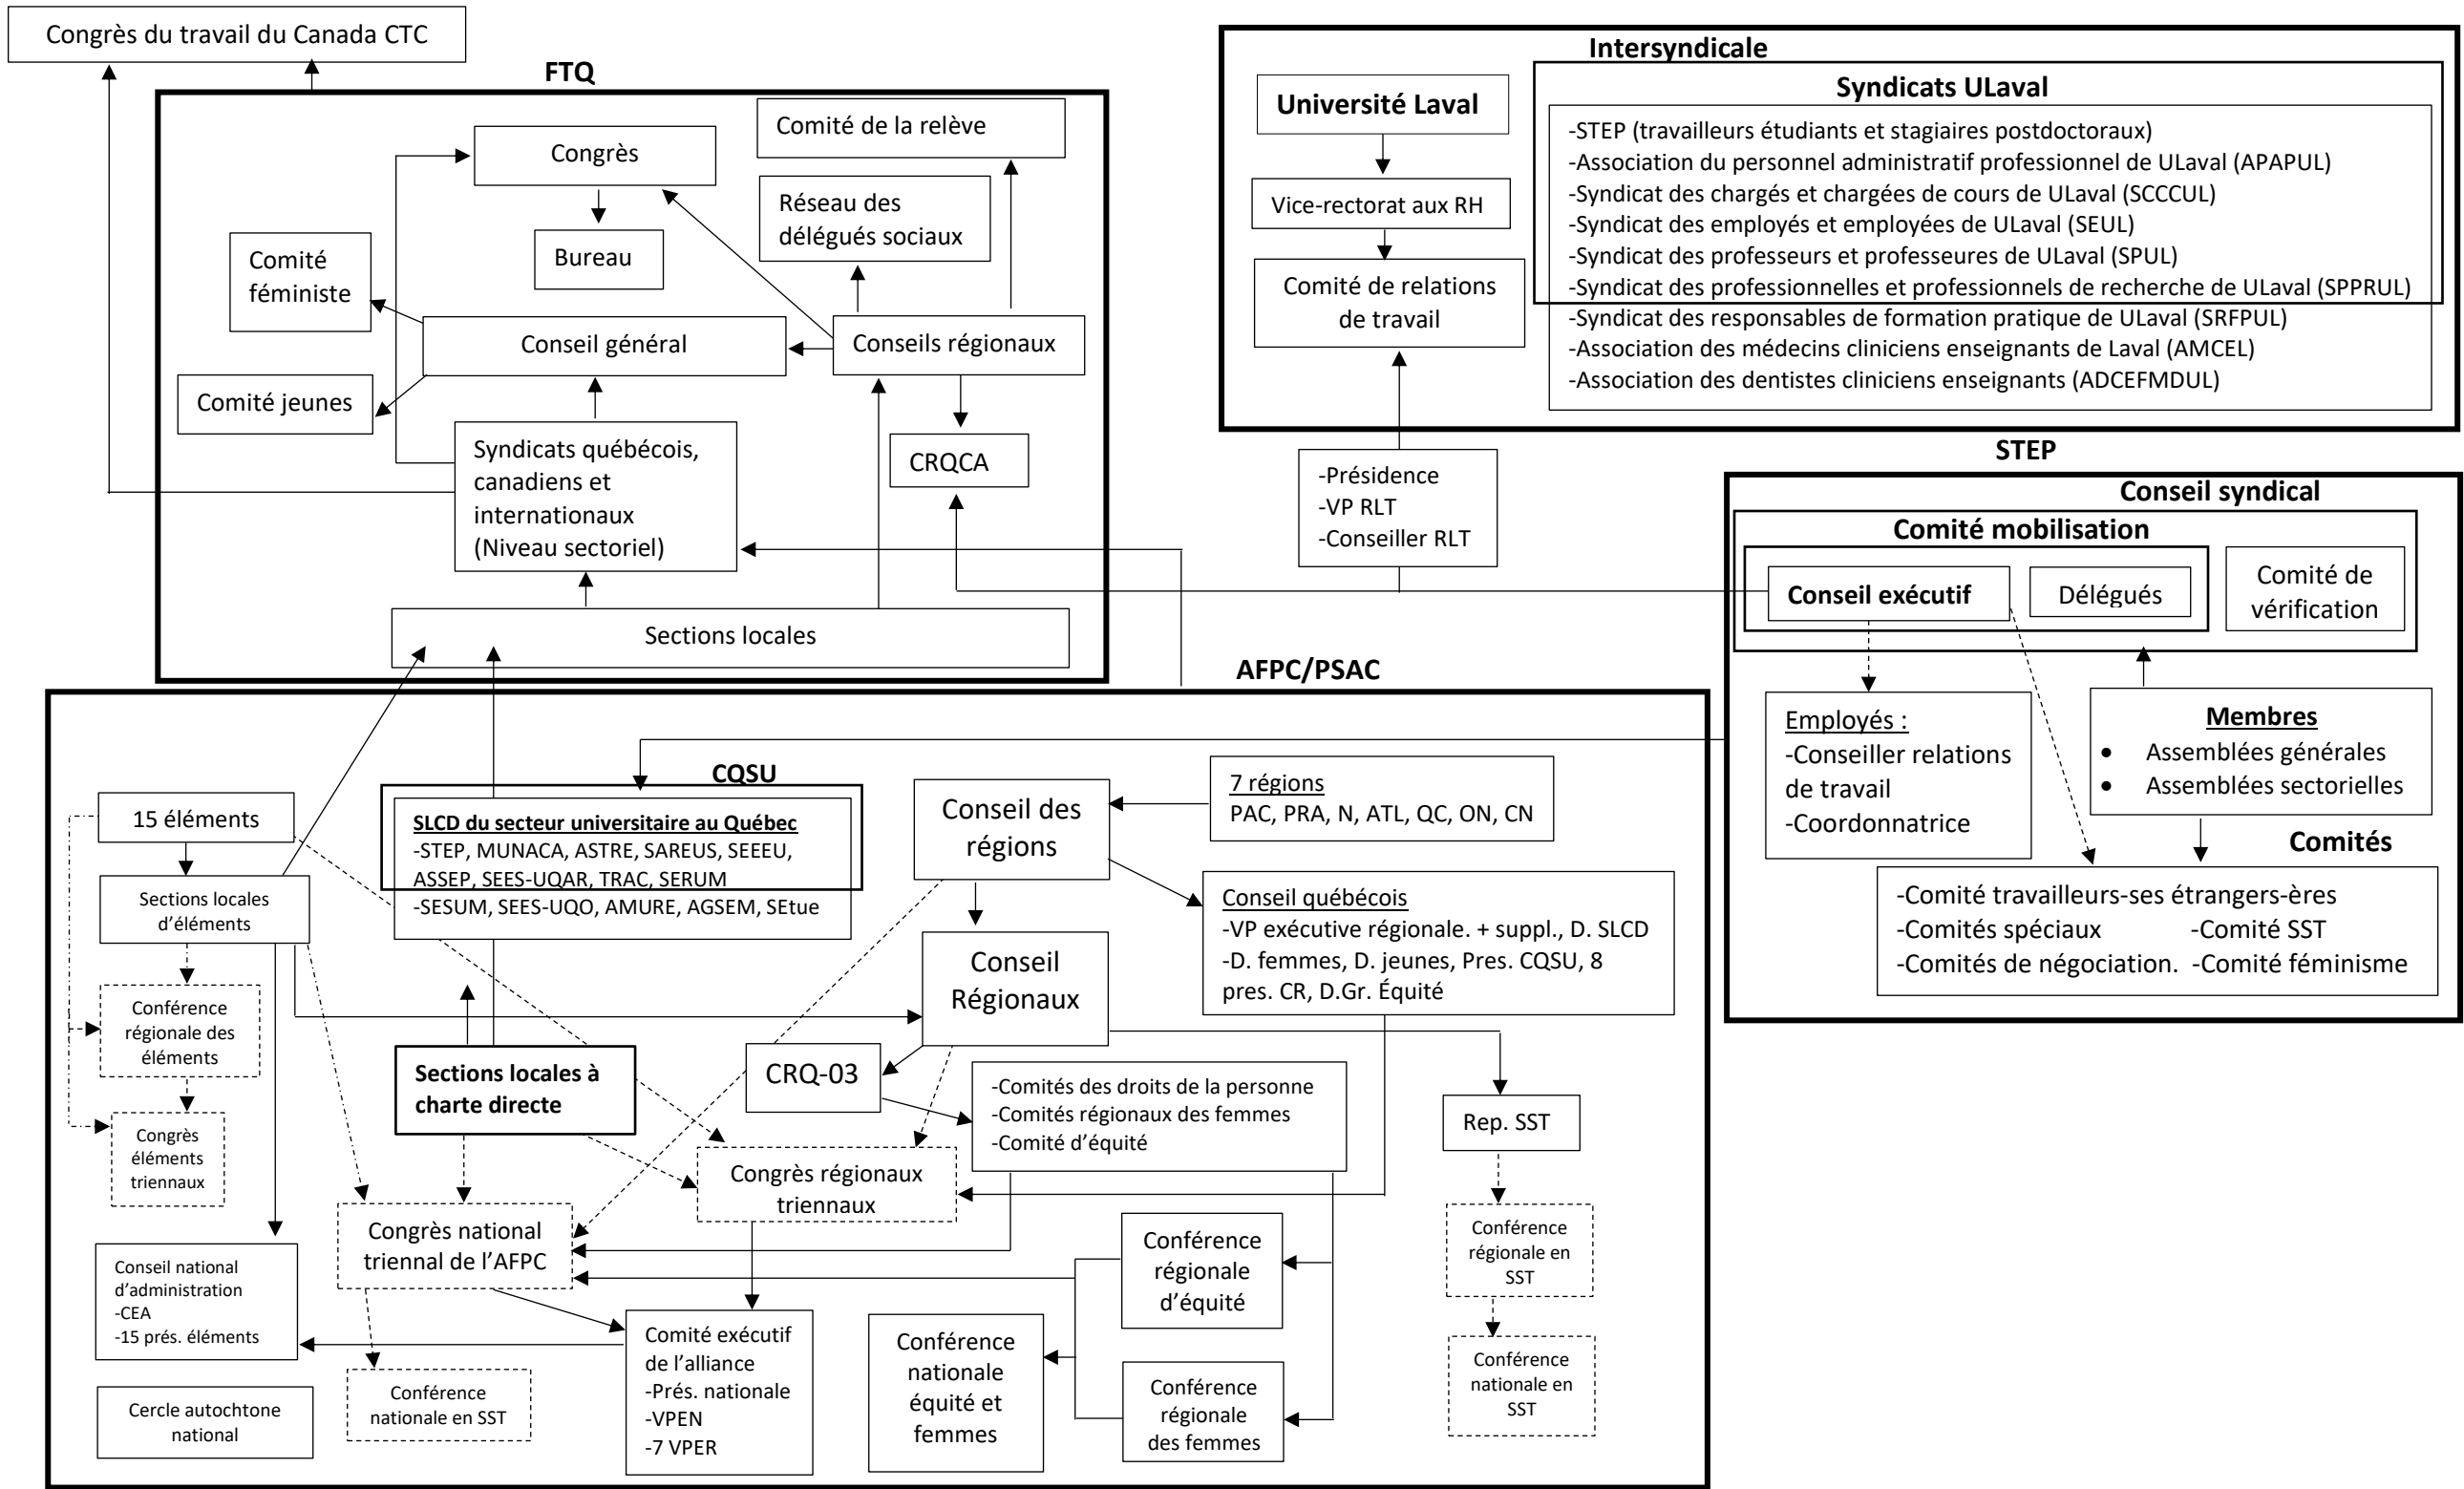 Congrès du travail du Canada CTC
FTQ
Comité de la relève
Congrès
Réseau des
délégués sociaux
Bureau
Comité
féministe
Conseil général
Conseils régionaux
Comité jeunes
Syndicats québécois,
canadiens et
internationaux
(Niveau sectoriel)
CRQCA
Sections locales
Intersyndicale
Université Laval
Vice-rectorat aux RH
Comité de relations
de travail
Syndicats ULaval
-STEP (travailleurs étudiants et stagiaires postdoctoraux)
-Association du personnel administratif professionnel de ULaval (APAPUL)
-Syndicat des chargés et chargées de cours de ULaval (SCCCUL)
-Syndicat des employés et employées de ULaval (SEUL)
-Syndicat des professeurs et professeures de ULaval (SPUL)
-Syndicat des professionnelles et professionnels de recherche de ULaval (SPPRUL)
-Syndicat des responsables de formation pratique de ULaval (SRFPUL)
-Association des médecins cliniciens enseignants de Laval (AMCEL)
-Association des dentistes cliniciens enseignants (ADCEFMDUL)
-Présidence
-VP RLT
-Conseiller RLT
STEP
Conseil syndical
Comité mobilisation
Conseil exécutif
Délégués
Comité de
vérification
Employés :
-Conseiller relations
de travail
-Coordonnatrice
Membres
• Assemblées générales
• Assemblées sectorielles
Comités
-Comité travailleurs-ses étrangers-ères
-Comités spéciaux -Comité SST
-Comités de négociation. -Comité féminisme
AFPC/PSAC
CQSU
15 éléments
SLCD du secteur universitaire au Québec
-STEP, MUNACA, ASTRE, SAREUS, SEEEU,
ASSEP, SEES-UQAR, TRAC, SERUM
-SESUM, SEES-UQO, AMURE, AGSEM, SEtue
Conseil des
régions
7 régions
PAC, PRA, N, ATL, QC, ON, CN
Sections locales
d'éléments
Conseil québécois
-VP exécutive régionale. + suppl., D. SLCD
-D. femmes, D. jeunes, Pres. CQSU, 8
pres. CR, D.Gr. Équité
Conseil
Régionaux
Conférence
régionale des
éléments
Sections locales à
charte directe
CRQ-03
-Comités des droits de la personne
-Comités régionaux des femmes
-Comité d'équité
Rep. SST
Congrès
éléments
triennaux
Congrès régionaux
triennaux
Congrès national
triennal de l'AFPC
Conférence
régionale
d'équité
Conférence
régionale en
SST
Conseil national
d'administration
-CEA
-15 prés. éléments
Comité exécutif
de l'alliance
-Prés. nationale
-VPEN
-7 VPER
Conférence
nationale
équité et
femmes
Conférence
régionale
des femmes
Conférence
nationale en
SST
Conférence
nationale en SST
Cercle autochtone
national